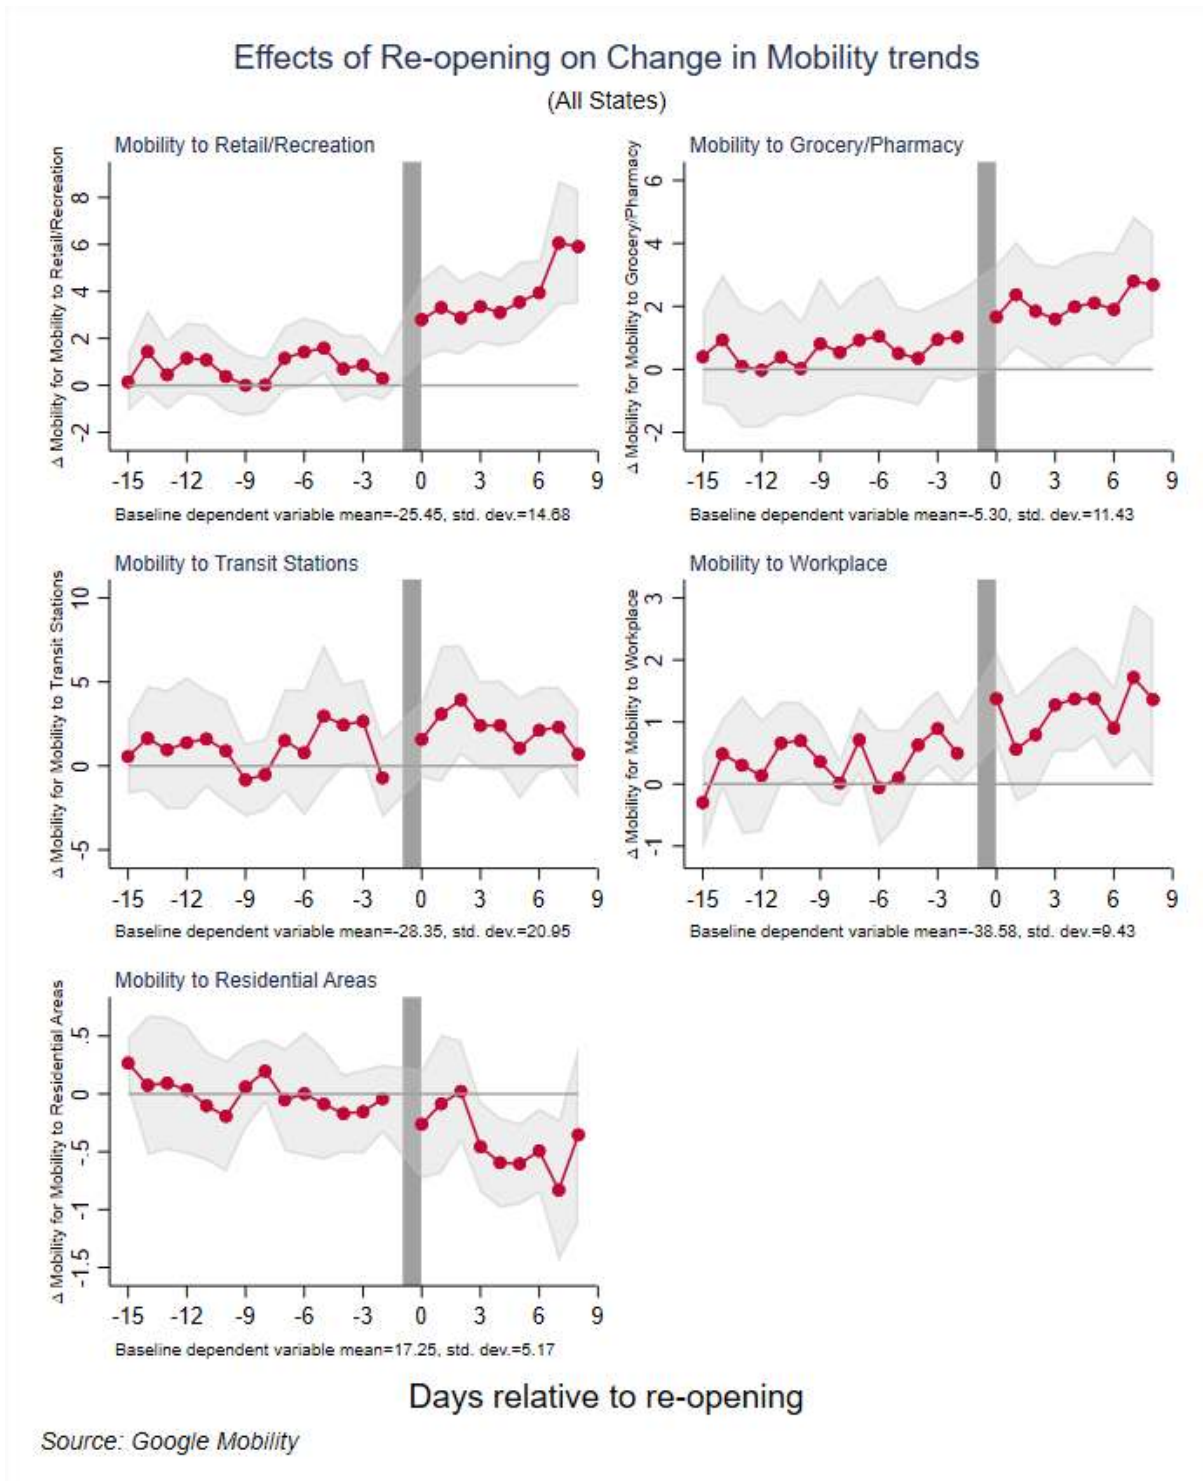 Effects of Re-opening on Change in Mobility trends
(All States)
Mobility to Retail/Recreation
Δ Mobility for Mobility to Retail/Recreation
8
6
4
2
0
-2
-15 -12 -9 -6 -3 0 3 6 9
Baseline dependent variable mean=-25.45, std. dev.=14.68
Mobility to Grocery/Pharmacy
Δ Mobility for Mobility to Grocery/Pharmacy
6
4
2
0
-2
-15 -12 -9 -6 -3 0 3 6 9
Baseline dependent variable mean=-5.30, std. dev.=11.43
Mobility to Transit Stations
Δ Mobility for Mobility to Transit Stations
10
5
0
-5
-15 -12 -9 -6 -3 0 3 6 9
Baseline dependent variable mean=-28.35, std. dev.=20.95
Mobility to Workplace
Δ Mobility for Mobility to Workplace
3
2
1
0
-1
-15 -12 -9 -6 -3 0 3 6 9
Baseline dependent variable mean=-38.58, std. dev.=9.43
Mobility to Residential Areas
Δ Mobility for Mobility to Residential Areas
.5
0
-.5
-1
-1.5
-15 -12 -9 -6 -3 0 3 6 9
Baseline dependent variable mean=17.25, std. dev.=5.17
Days relative to re-opening
Source: Google Mobility